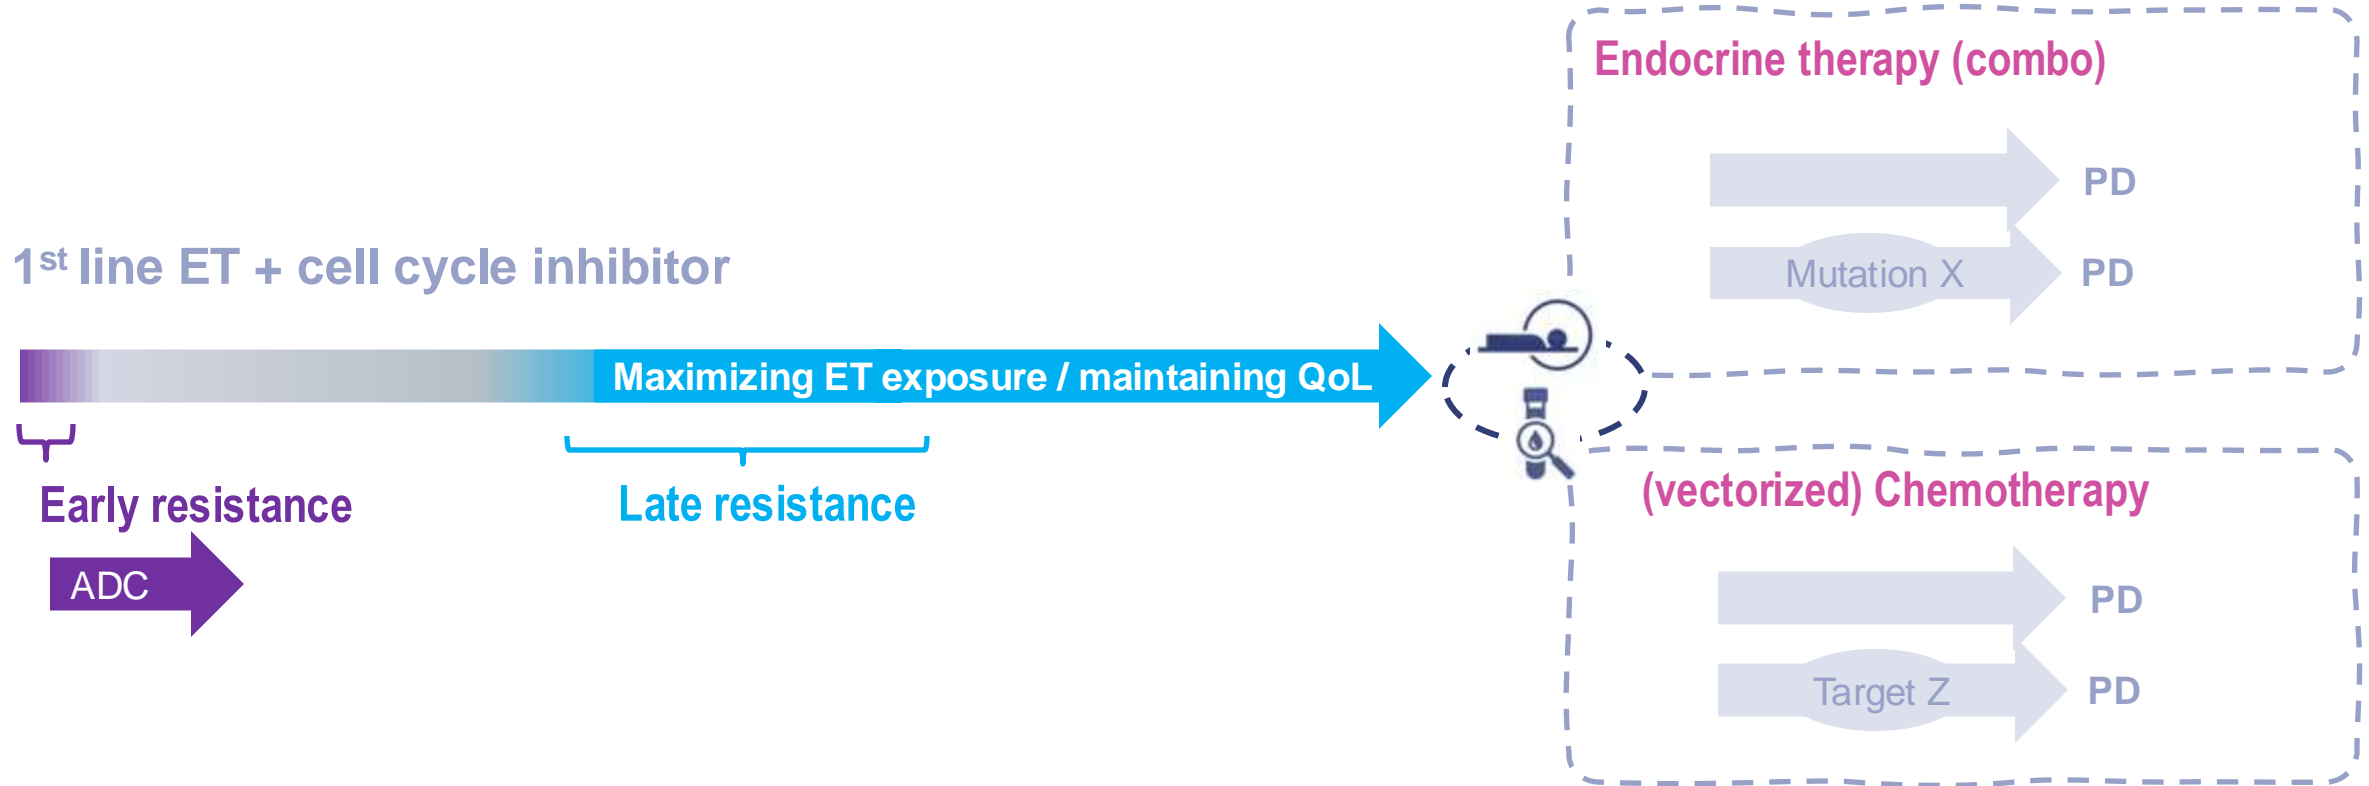 1st line ET + cell cycle inhibitor
Maximizing ET exposure / maintaining QoL
Early resistance
ADC
Late resistance
Endocrine therapy (combo)
PD
Mutation X
PD
(vectorized) Chemotherapy
PD
Target Z
PD